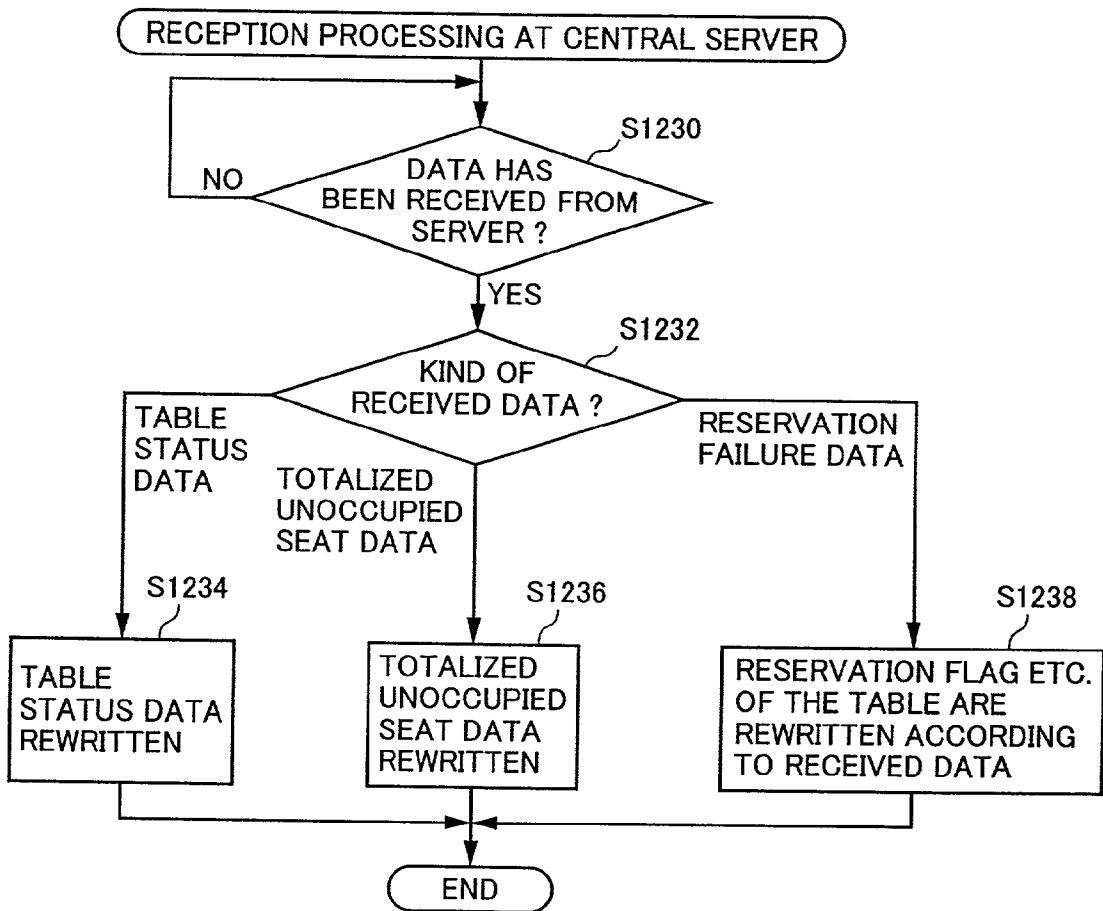 RECEPTION PROCESSING AT CENTRAL SERVER
S1230
DATA HAS
BEEN RECEIVED FROM
SERVER ?
NO
YES
S1232
KIND OF
RECEIVED DATA ?
TABLE
STATUS
DATA
TOTALIZED
UNOCCUPIED
SEAT DATA
RESERVATION
FAILURE DATA
S1234
TABLE
STATUS DATA
REWRITTEN
S1236
TOTALIZED
UNOCCUPIED
SEAT DATA
REWRITTEN
S1238
RESERVATION FLAG ETC.
OF THE TABLE ARE
REWRITTEN ACCORDING
TO RECEIVED DATA
END